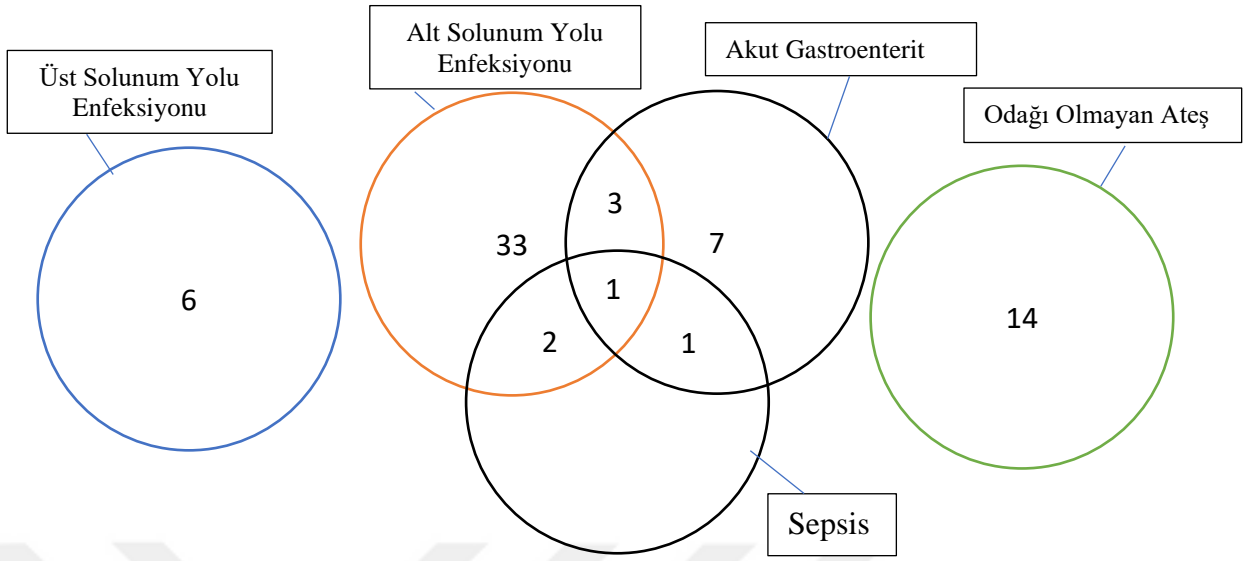 Üst Solunum Yolu
Enfeksiyonu
Alt Solunum Yolu
Enfeksiyonu
Akut Gastroenterit
Odağı Olmayan Ateş
3
33
7
1
6
2
1
14
Sepsis